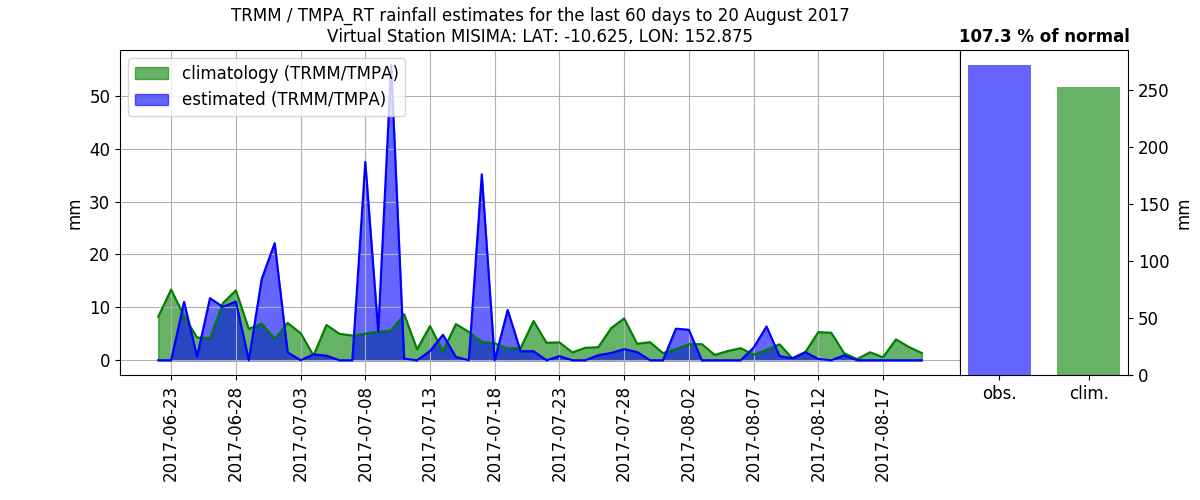 TRMM / TMPA_RT rainfall estimates for the last 60 days to 20 August 2017
Virtual Station MISIMA: LAT: -10.625, LON: 152.875
107.3 % of normal
climatology (TRMM/TMPA)
estimated (TRMM/TMPA)
mm
50
40
30
20
10
0
2017-06-23
2017-06-28
2017-07-03
2017-07-08
2017-07-13
2017-07-18
2017-07-23
2017-07-28
2017-08-02
2017-08-07
2017-08-12
2017-08-17
250
200
150
100
50
0
mm
obs.
clim.